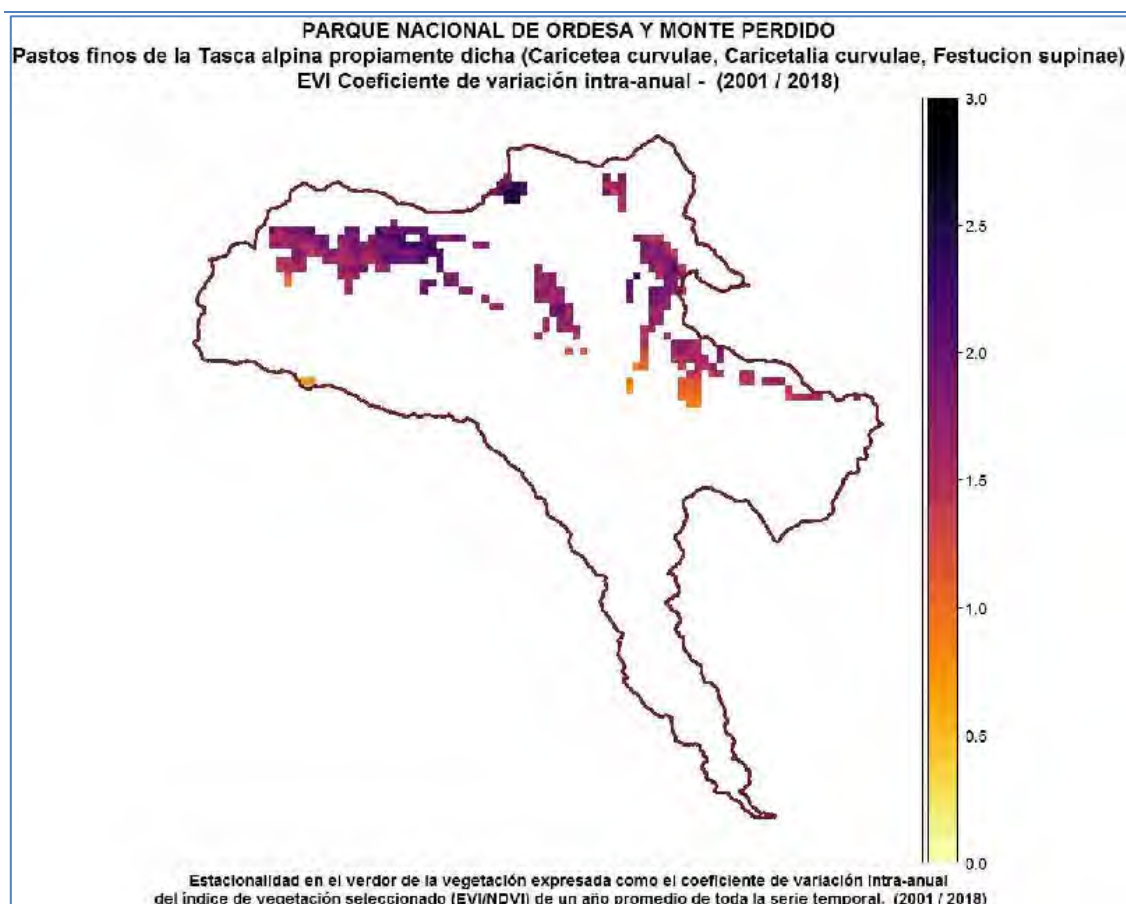 PARQUE NACIONAL DE ORDESA Y MONTE PERDIDO
Pastos finos de la Tasca alpina propiamente dicha (Caricetea curvulae, Caricetalia curvulae, Festucion supinae)
EVI Coeficiente de variación intra-anual - (2001 / 2018)
3.0
2.5
2.0
1.5
1.0
0.5
0.0
Estacionalidad en el verdor de la vegetación expresada como el coeficiente de variación intra-anual
del índice de vegetación seleccionado (EVI/NDVI) de un año promedio de toda la serie temporal. (2001 / 2018)